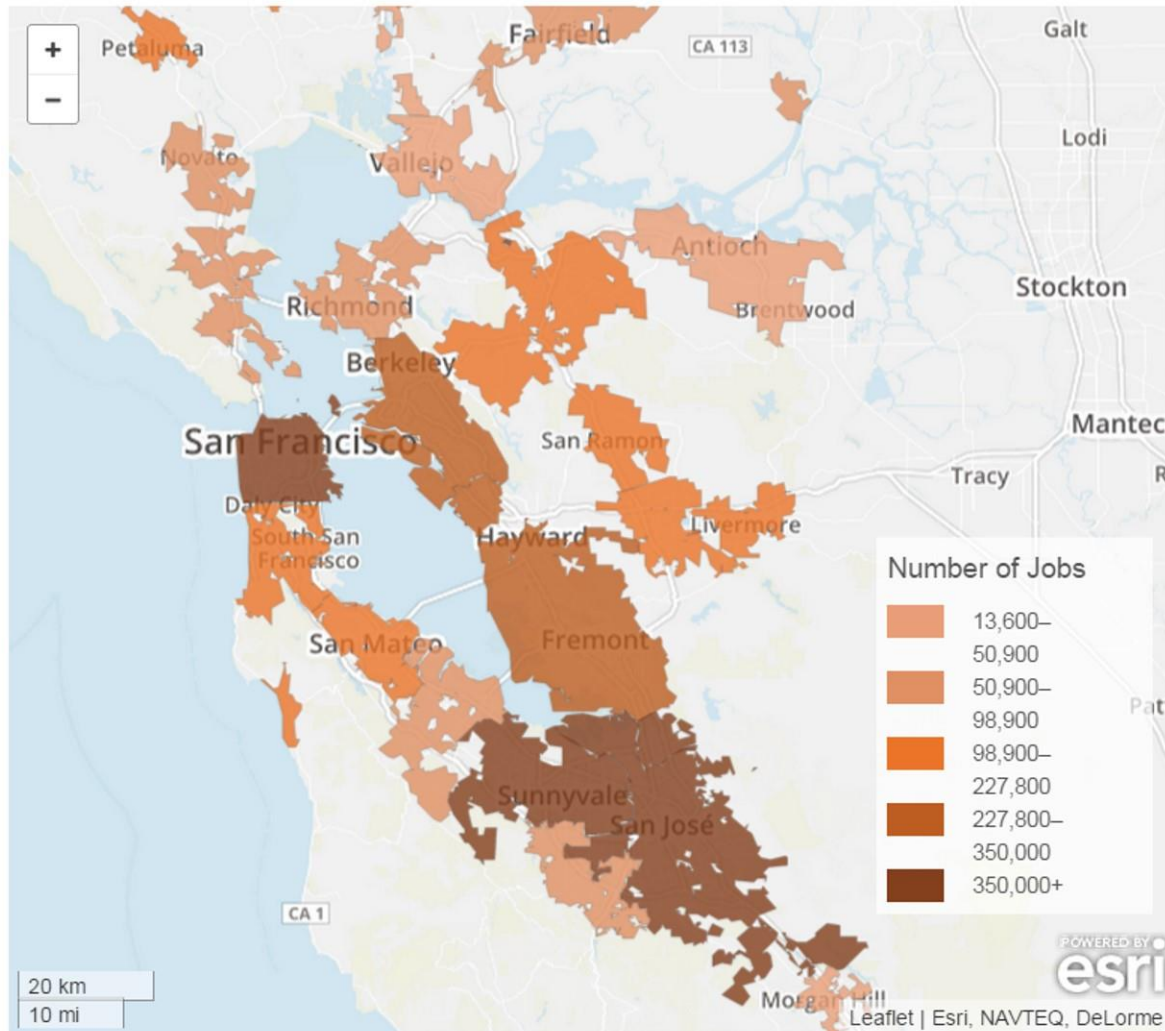 +
−
Petaluma
Fairfield
CA 113
Galt
Lodi
Novato
Vallejo
Antioch
Stockton
Richmond
Brentwood
Berkeley
San Francisco
San Ramon
Mantec
Tracy
R
Daly City
Livermore
South San
Francisco
Hayward
San Mateo
Fremont
Pat
Sunnyvale
San José
CA 1
Morgan Hill
Number of Jobs
13,600–
50,900
50,900–
98,900
98,900–
227,800
227,800–
350,000
350,000+
20 km
10 mi
POWERED BY
esri
Leaflet | Esri, NAVTEQ, DeLorme